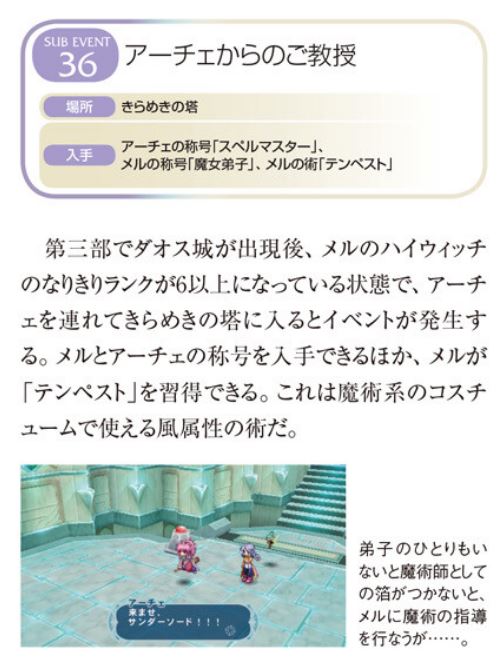 SUB EVENT
36
アーチェからのご教授
場所 きらめきの塔
入手 アーチェの称号「スペルマスター」、
メルの称号「魔女弟子」、メルの術「テンペスト」
第三部でダオス城が出現後、メルのハイウィッチ
のなりきりランクが6以上になっている状態で、アーチ
ェを連れてきらめきの塔に入るとイベントが発生す
る。メルとアーチェの称号を入手できるほか、メルが
「テンペスト」を習得できる。これは魔術系のコスチ
ュームで使える風属性の術だ。
アーチェ
来ませ、
サンダーソード！！！
弟子のひとりもい
ないと魔術師として
の箔がつかないと、
メルに魔術の指導
を行なうが……。